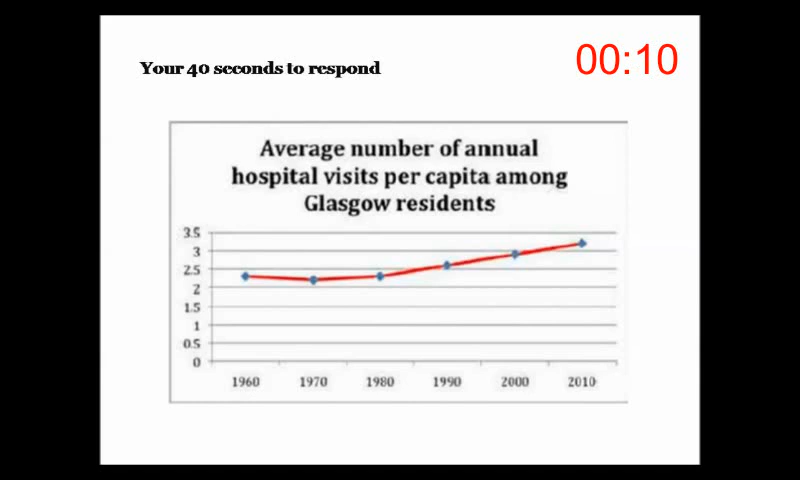 Your 40 seconds to respond
00:10
Average number of annual
hospital visits per capita among
Glasgow residents
3.5
3
2.5
2
1.5
1
0.5
0
1960 1970 1980 1990 2000 2010